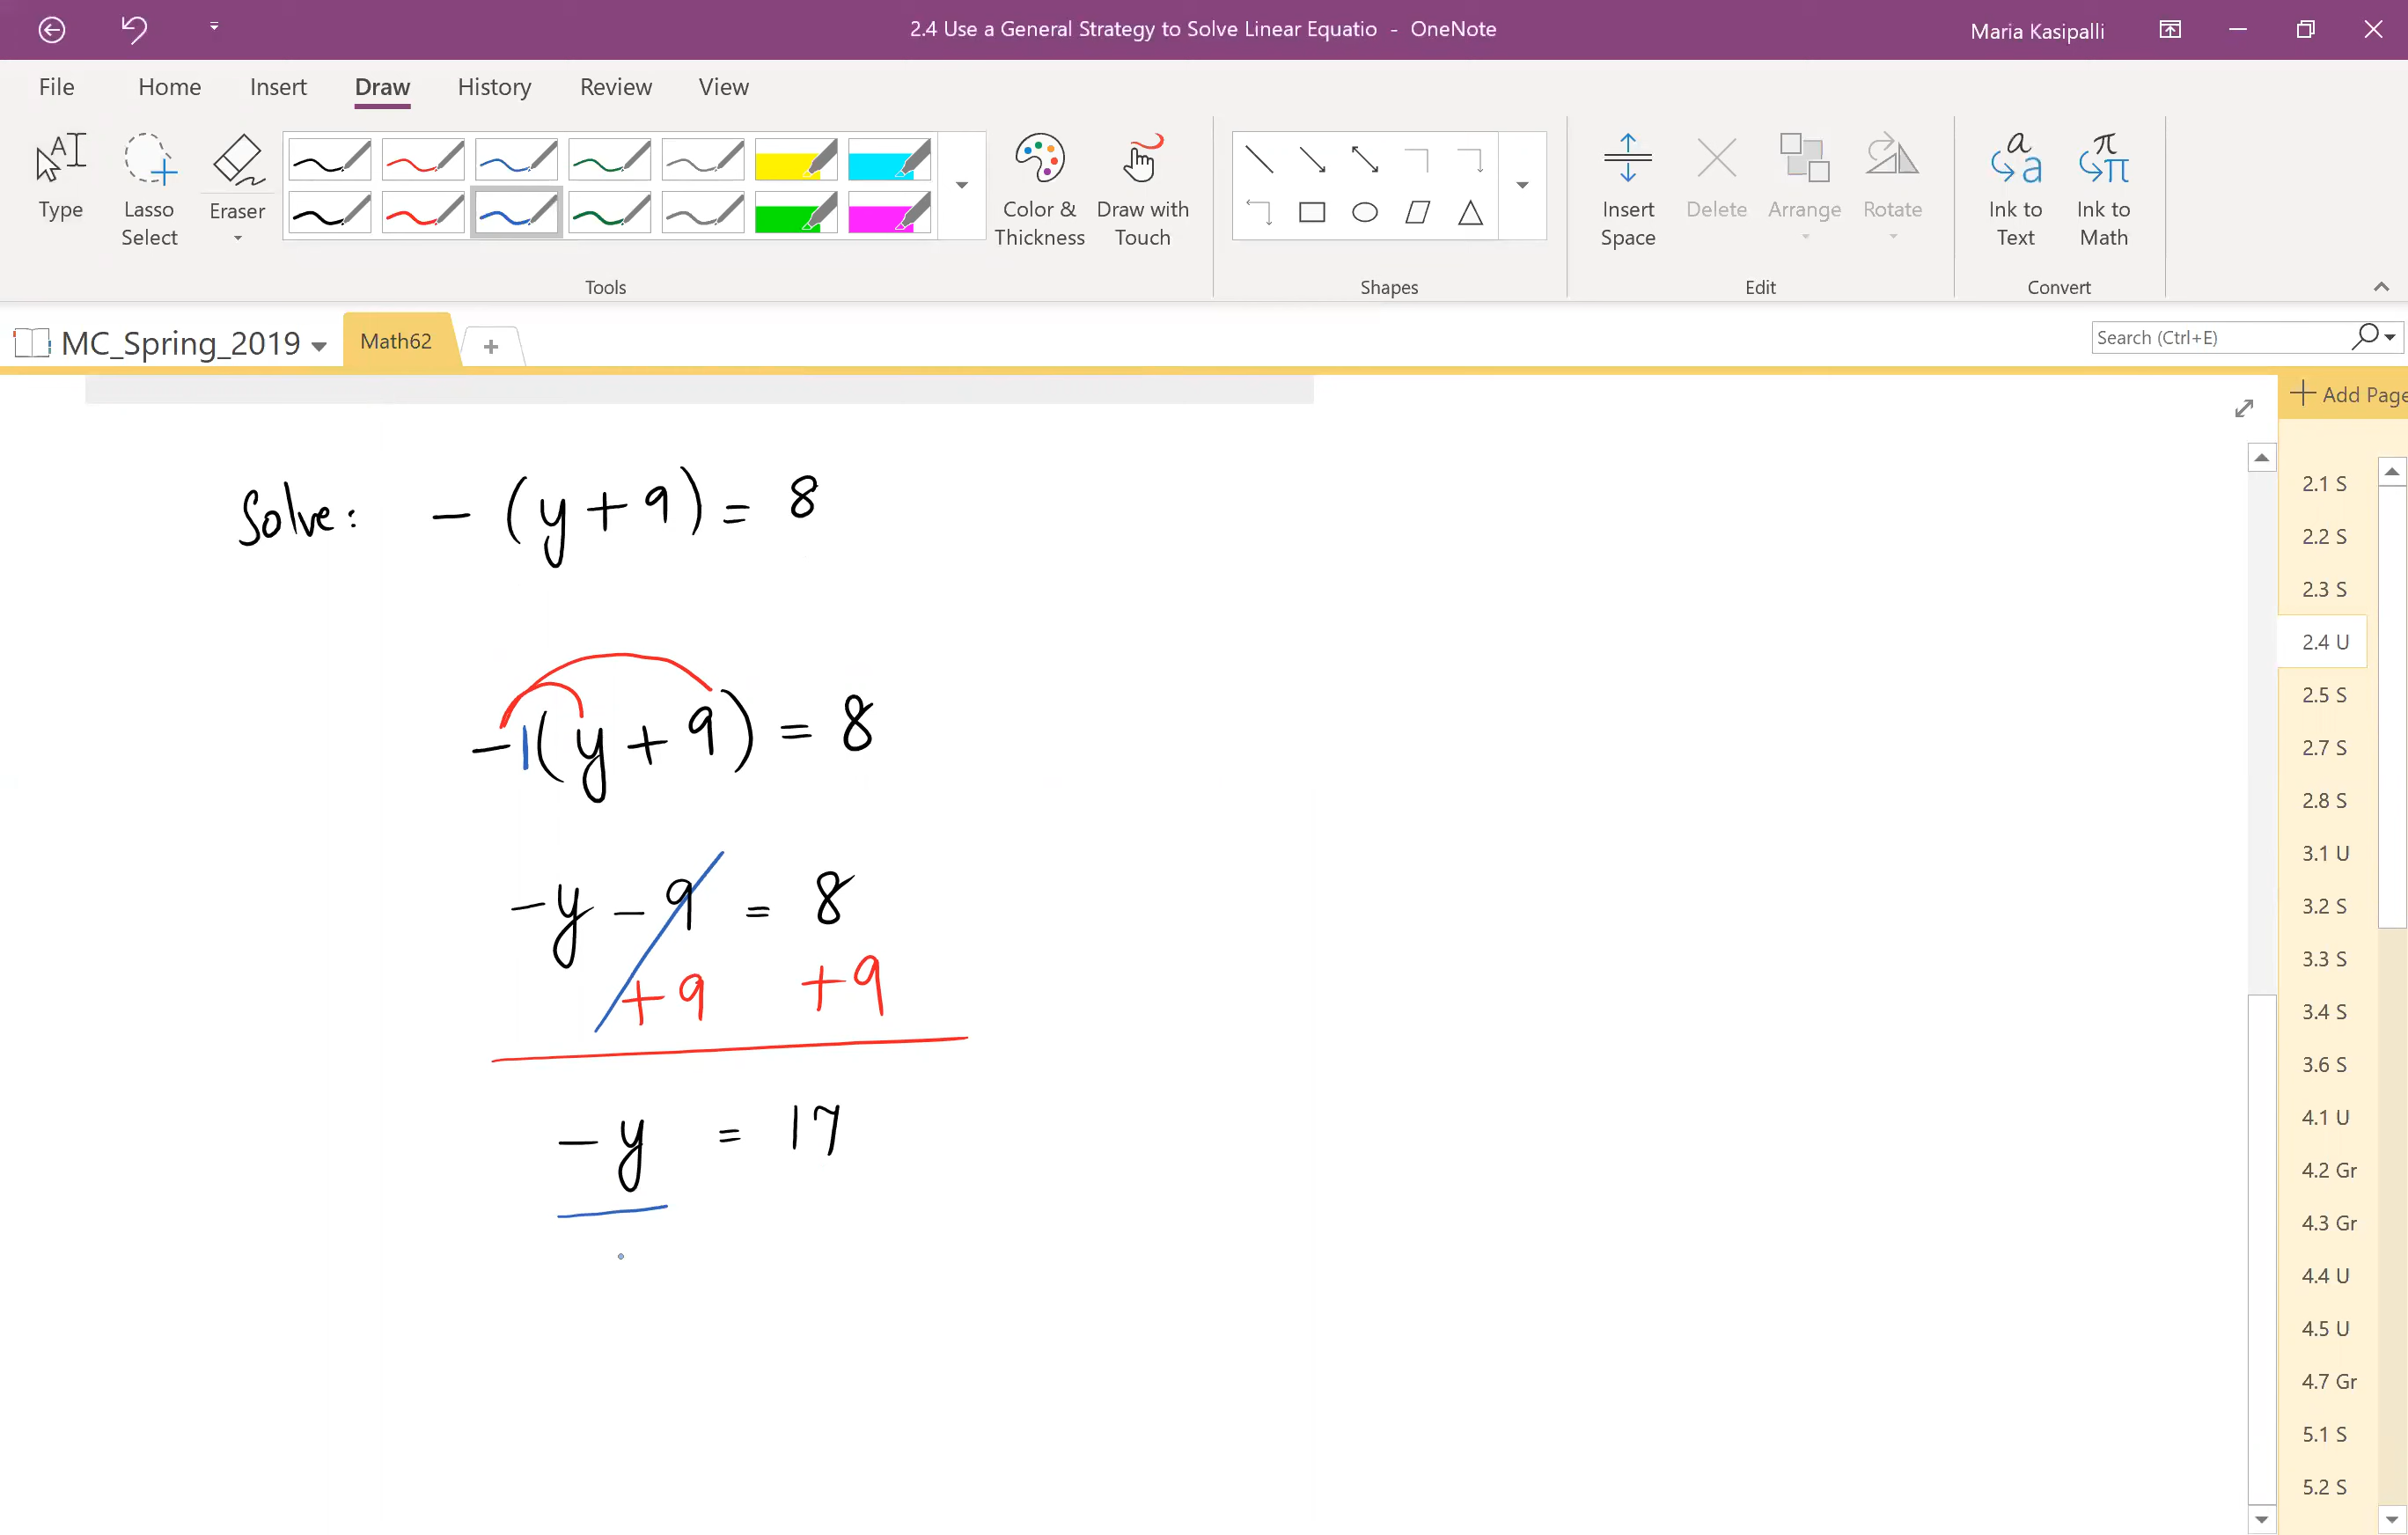 2.4 Use a General Strategy to Solve Linear Equatio - OneNote
Maria Kasipalli
File Home Insert Draw History Review View
Type
Lasso Select
Eraser
Color & Thickness
Draw with Touch
Insert Space
Delete
Arrange
Rotate
Ink to Text
Ink to Math
Tools
Shapes
Edit
Convert
MC_Spring_2019
Math62
Search (Ctrl+E)
Add Page
Solve: - (y + 9) = 8
-1(y + 9) = 8
-y - 9 = 8
+9 +9
-y = 17
2.1 S
2.2 S
2.3 S
2.4 U
2.5 S
2.7 S
2.8 S
3.1 U
3.2 S
3.3 S
3.4 S
3.6 S
4.1 U
4.2 Gr
4.3 Gr
4.4 U
4.5 U
4.7 Gr
5.1 S
5.2 S